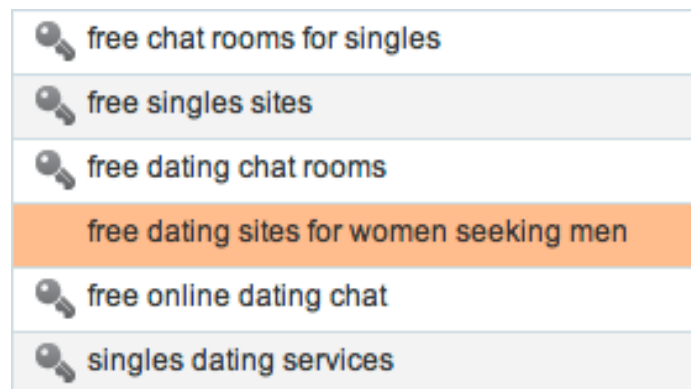 free chat rooms for singles
free singles sites
free dating chat rooms
free dating sites for women seeking men
free online dating chat
singles dating services